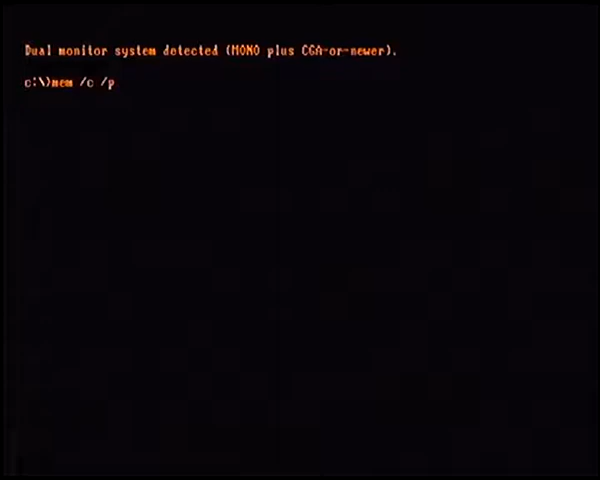 Dual monitor system detected (MONO plus CGA-or-newer).
c:\>mem /c /p